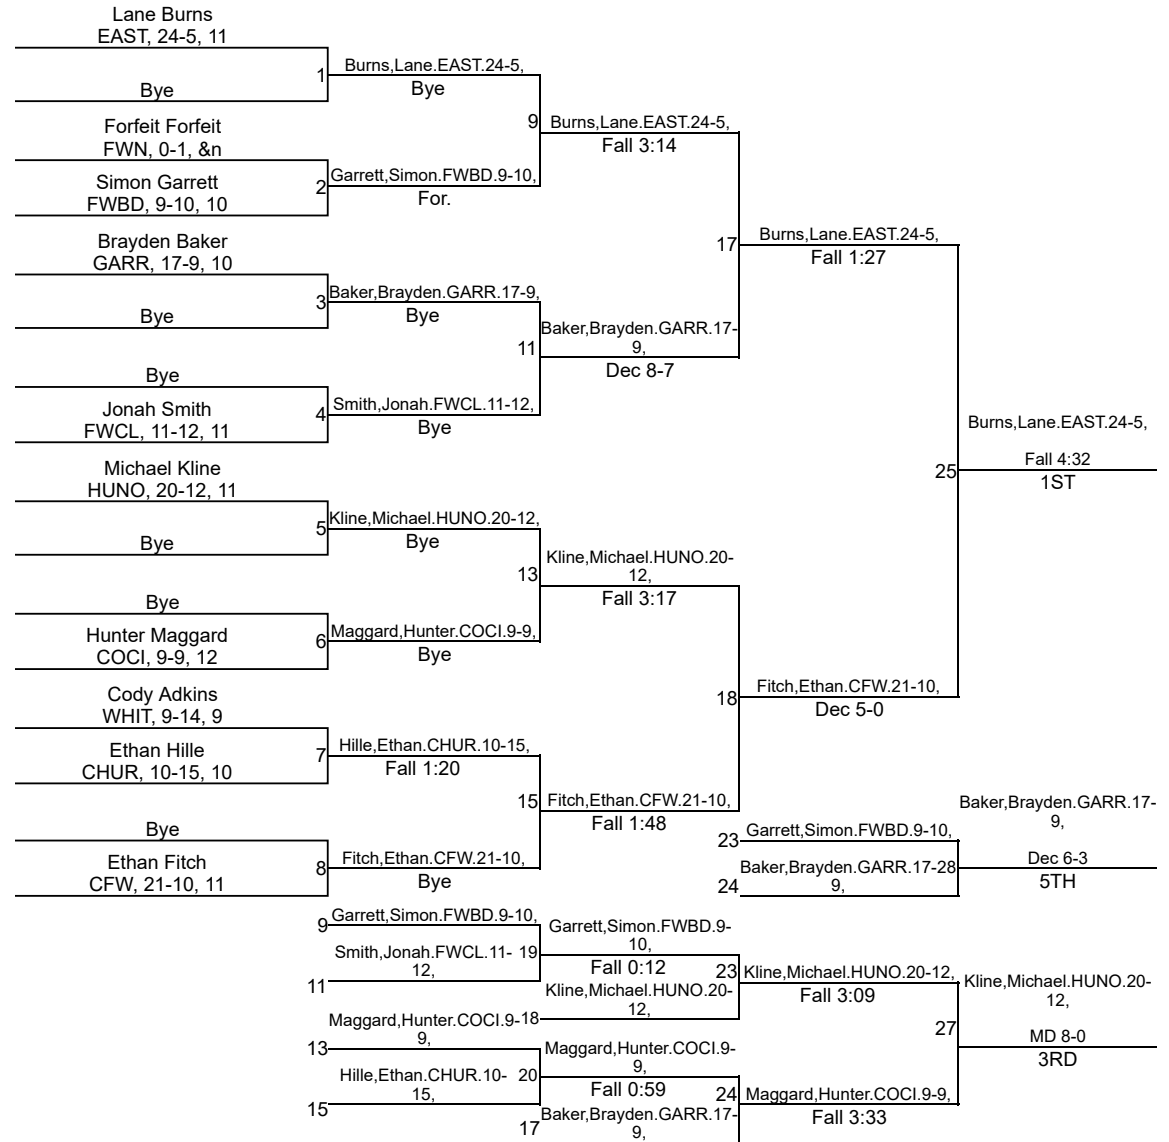 Lane Burns
EAST, 24-5, 11
1
Burns,Lane.EAST.24-5,
Bye
Bye
Forfeit Forfeit
FWN, 0-1, &n
9
Burns,Lane.EAST.24-5,
Fall 3:14
Simon Garrett
FWBD, 9-10, 10
2
Garrett,Simon.FWBD.9-10,
For.
Brayden Baker
GARR, 17-9, 10
17
Burns,Lane.EAST.24-5,
Fall 1:27
3
Baker,Brayden.GARR.17-9,
Bye
Bye
11
Baker,Brayden.GARR.17-
9,
Dec 8-7
Bye
Jonah Smith
FWCL, 11-12, 11
4
Smith,Jonah.FWCL.11-12,
Bye
Burns,Lane.EAST.24-5,
25
Fall 4:32
1ST
Michael Kline
HUNO, 20-12, 11
5
Kline,Michael.HUNO.20-12,
Bye
Bye
13
Kline,Michael.HUNO.20-
12,
Fall 3:17
Bye
Hunter Maggard
COCI, 9-9, 12
6
Maggard,Hunter.COCI.9-9,
Bye
18
Fitch,Ethan.CFW.21-10,
Dec 5-0
Cody Adkins
WHIT, 9-14, 9
Ethan Hille
CHUR, 10-15, 10
7
Hille,Ethan.CHUR.10-15,
Fall 1:20
15
Fitch,Ethan.CFW.21-10,
Fall 1:48
Bye
Ethan Fitch
CFW, 21-10, 11
8
Fitch,Ethan.CFW.21-10,
Bye
23
Garrett,Simon.FWBD.9-10,
24
Baker,Brayden.GARR.17-
9,
28
Baker,Brayden.GARR.17-
9,
Dec 6-3
5TH
9
Garrett,Simon.FWBD.9-10,
11
Smith,Jonah.FWCL.11-
12,
19
Garrett,Simon.FWBD.9-
10,
Fall 0:12
18
Kline,Michael.HUNO.20-
12,
23
Kline,Michael.HUNO.20-12,
Fall 3:09
13
Maggard,Hunter.COCI.9-
9,
15
Hille,Ethan.CHUR.10-
15,
20
Maggard,Hunter.COCI.9-
9,
Fall 0:59
17
Baker,Brayden.GARR.17-
9,
24
Maggard,Hunter.COCI.9-9,
Fall 3:33
27
Kline,Michael.HUNO.20-
12,
MD 8-0
3RD